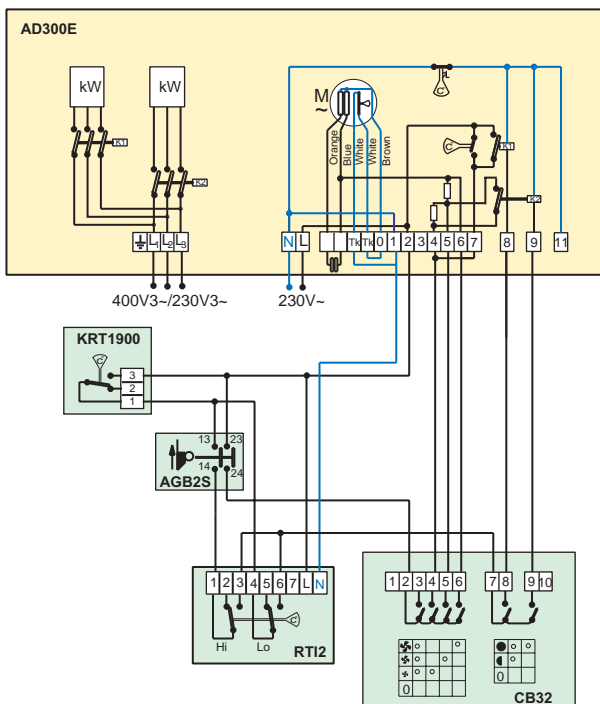 AD300E
kW kW
M
~
C
Orange
Blue
White
White
Brown
C
K1
K1
K2
K2
L1 L2 L3
N L
Tk Tk 0 1 2 3 4 5 6 7
8
9
11
400V3~/230V3~
230V~
KRT1900
C
3
2
1
13 23
14 24
AGB2S
1 2 3 4 5 6 7 L N
C
Hi Lo
RTI2
1 2 3 4 5 6
7 8
9 10
0
0
CB32